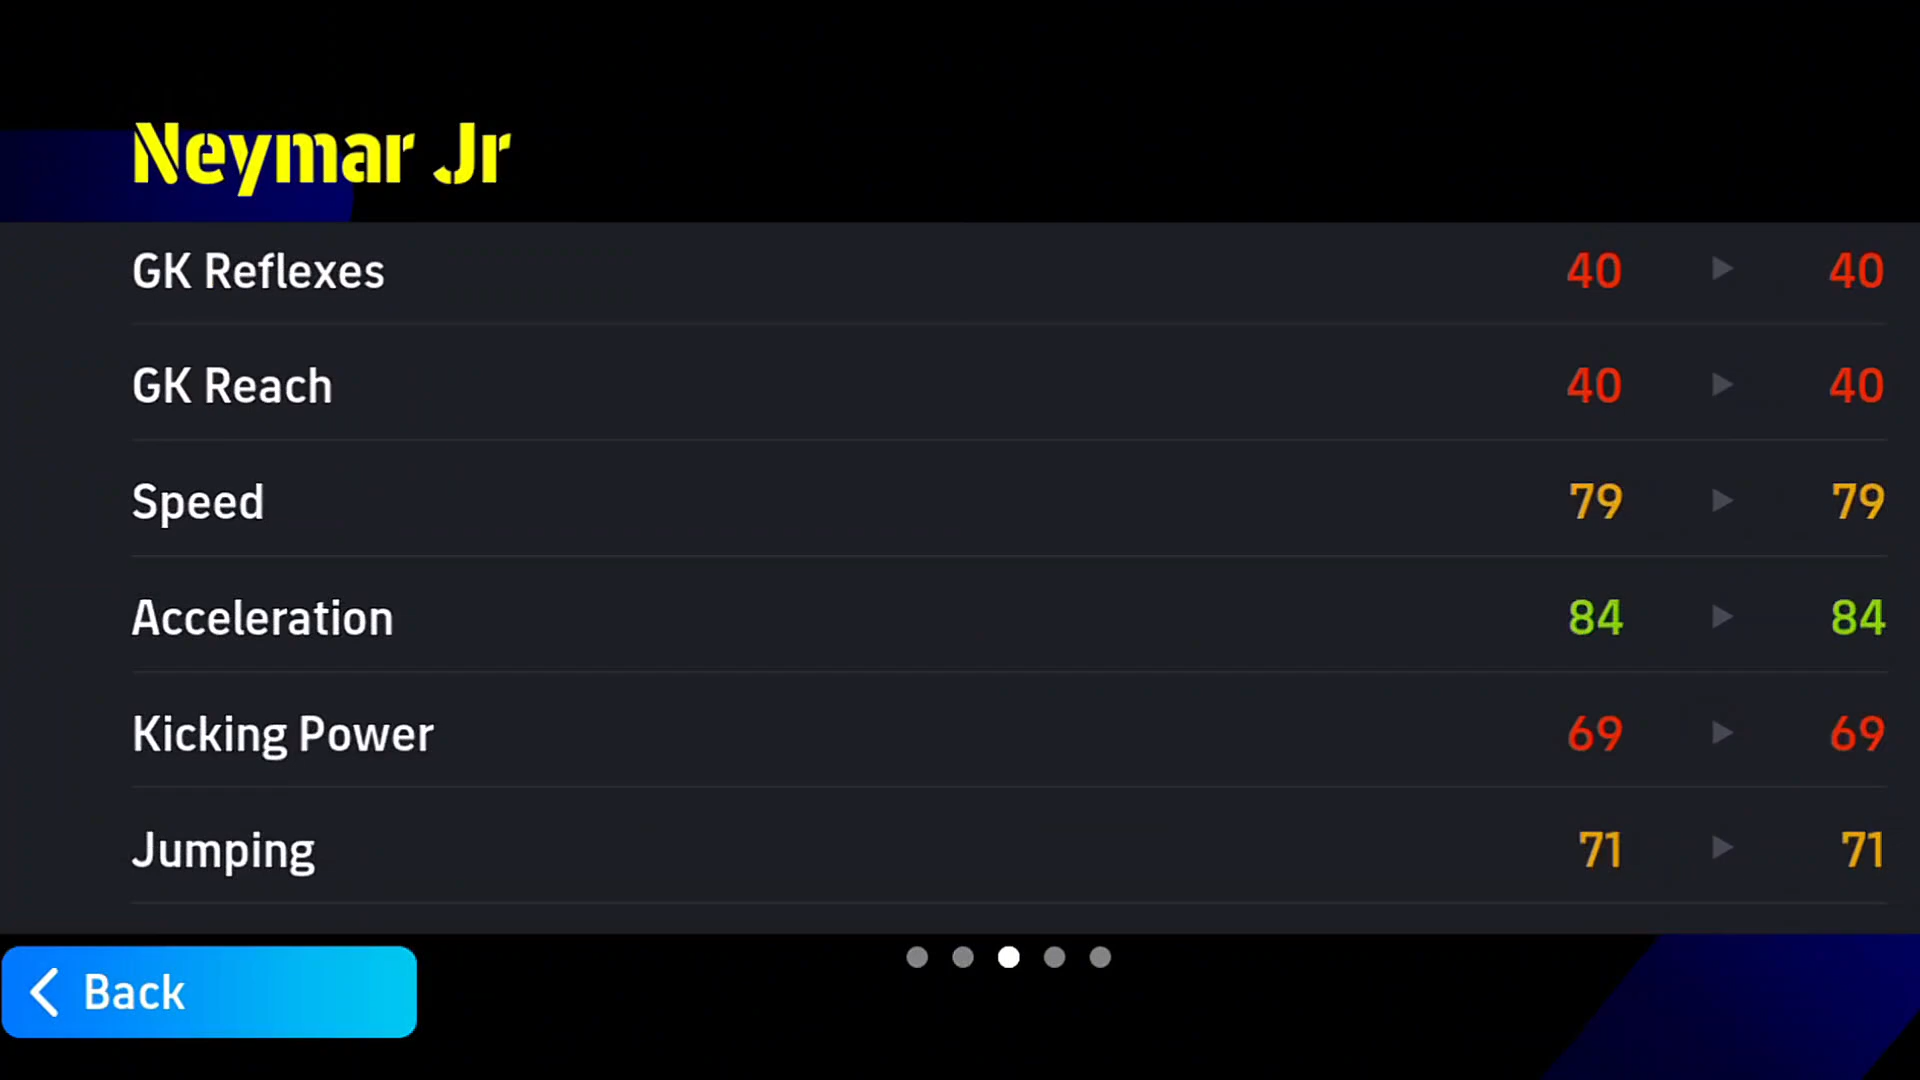 Neymar Jr
GK Reflexes 40 ▶ 40
GK Reach 40 ▶ 40
Speed 79 ▶ 79
Acceleration 84 ▶ 84
Kicking Power 69 ▶ 69
Jumping 71 ▶ 71
Back